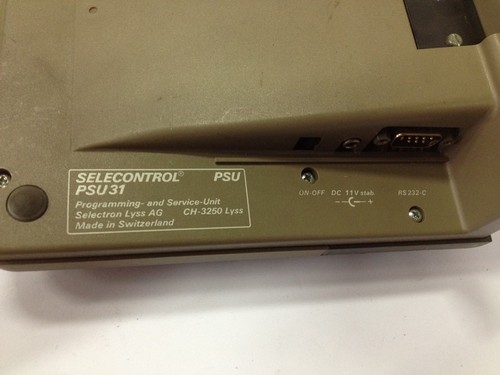 SELECONTROL® PSU
PSU 31
Programming- and Service-Unit
Selectron Lyss AG CH-3250 Lyss
Made in Switzerland
ON-OFF DC 11V stab. RS 232-C
- +